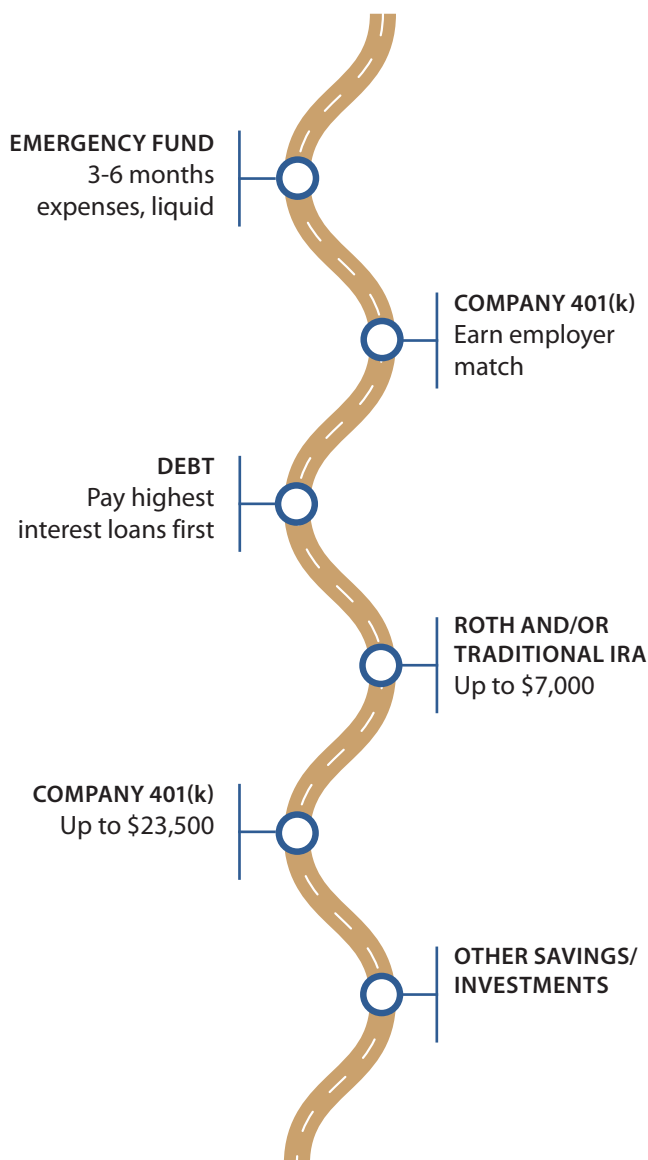 EMERGENCY FUND
3-6 months
expenses, liquid
COMPANY 401(k)
Earn employer
match
DEBT
Pay highest
interest loans first
ROTH AND/OR
TRADITIONAL IRA
Up to $7,000
COMPANY 401(k)
Up to $23,500
OTHER SAVINGS/
INVESTMENTS